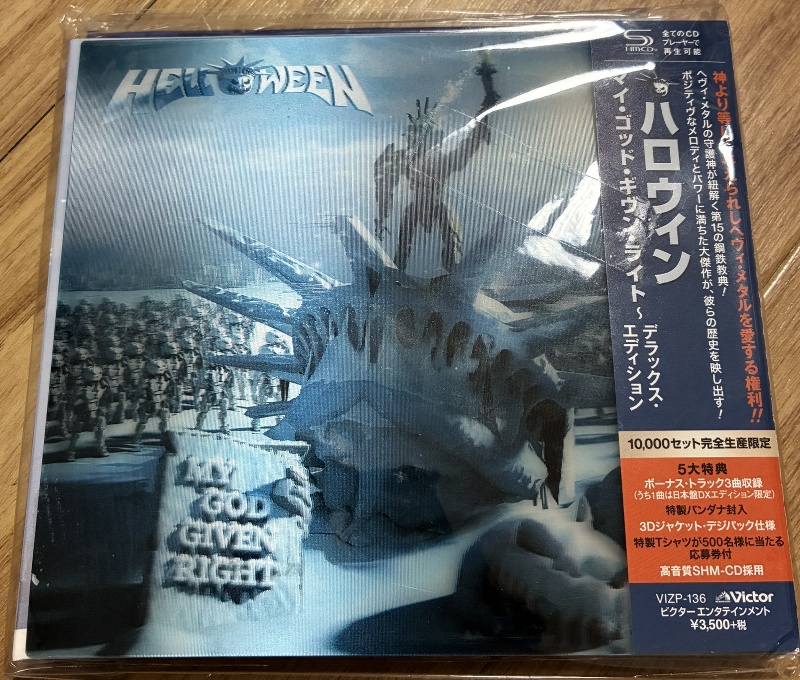 HELLOWEEN
MY
GOD
GIVEN
RIGHT
SHM-CD
全てのCD
プレーヤーで
再生可能
神より等しく えられしヘヴィ・メタルを愛する権利!!
ヘヴィ・メタルの守護神が紐解く第15の鋼鉄教典!
ポジティヴなメロディとパワーに満ちた大傑作が、彼らの歴史を映し出す!
ハロウィン
マイ・ゴッド・ギヴン・ライト~
デラックス・
エディション
10,000セット完全生産限定
5大特典
ボーナス・トラック3曲収録
(うち1曲は日本盤DXエディション限定)
特製バンダナ封入
3Dジャケット・デジパック仕様
特製Tシャツが500名様に当たる
応募券付
高音質SHM-CD採用
VIZP-136 Victor
ビクターエンタテインメント
¥3,500+税